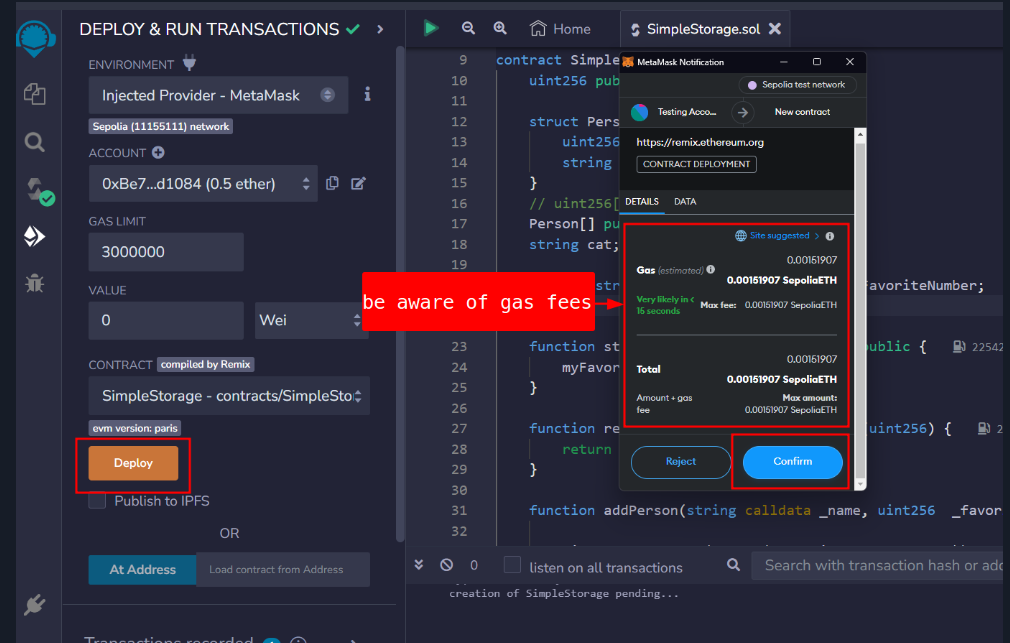 DEPLOY & RUN TRANSACTIONS
ENVIRONMENT
Injected Provider - MetaMask
Sepolia (11155111) network
ACCOUNT
0xBe7...d1084 (0.5 ether)
GAS LIMIT
3000000
VALUE
0
Wei
CONTRACT compiled by Remix
SimpleStorage - contracts/SimpleSto
evm version: paris
Deploy
Publish to IPFS
OR
At Address
Load contract from Address
Transactions recorded
Home
SimpleStorage.sol
9 contract Simple
10 uint256 pub
11
12 struct Pers
13 uint256
14 string
15 }
16 // uint256[
17 Person[] pu
18 string cat;
19
str
avoriteNumber;
23 function st
ublic {
22542
24 myFavor
25 }
26
27 function re
(uint256) {
2
28 return
29 }
30
31 function addPerson(string calldata _name, uint256 _favor
32
be aware of gas fees
MetaMask Notification
Sepolia test network
Testing Acco...
New contract
https://remix.ethereum.org
CONTRACT DEPLOYMENT
DETAILS
DATA
Site suggested >
0.00151907
Gas (estimated)
0.00151907 SepoliaETH
Very likely in <
15 seconds
Max fee: 0.00151907 SepoliaETH
0.00151907
Total
0.00151907 SepoliaETH
Amount + gas
fee
Max amount:
0.00151907 SepoliaETH
Reject
Confirm
0
listen on all transactions
Search with transaction hash or add
creation of SimpleStorage pending...